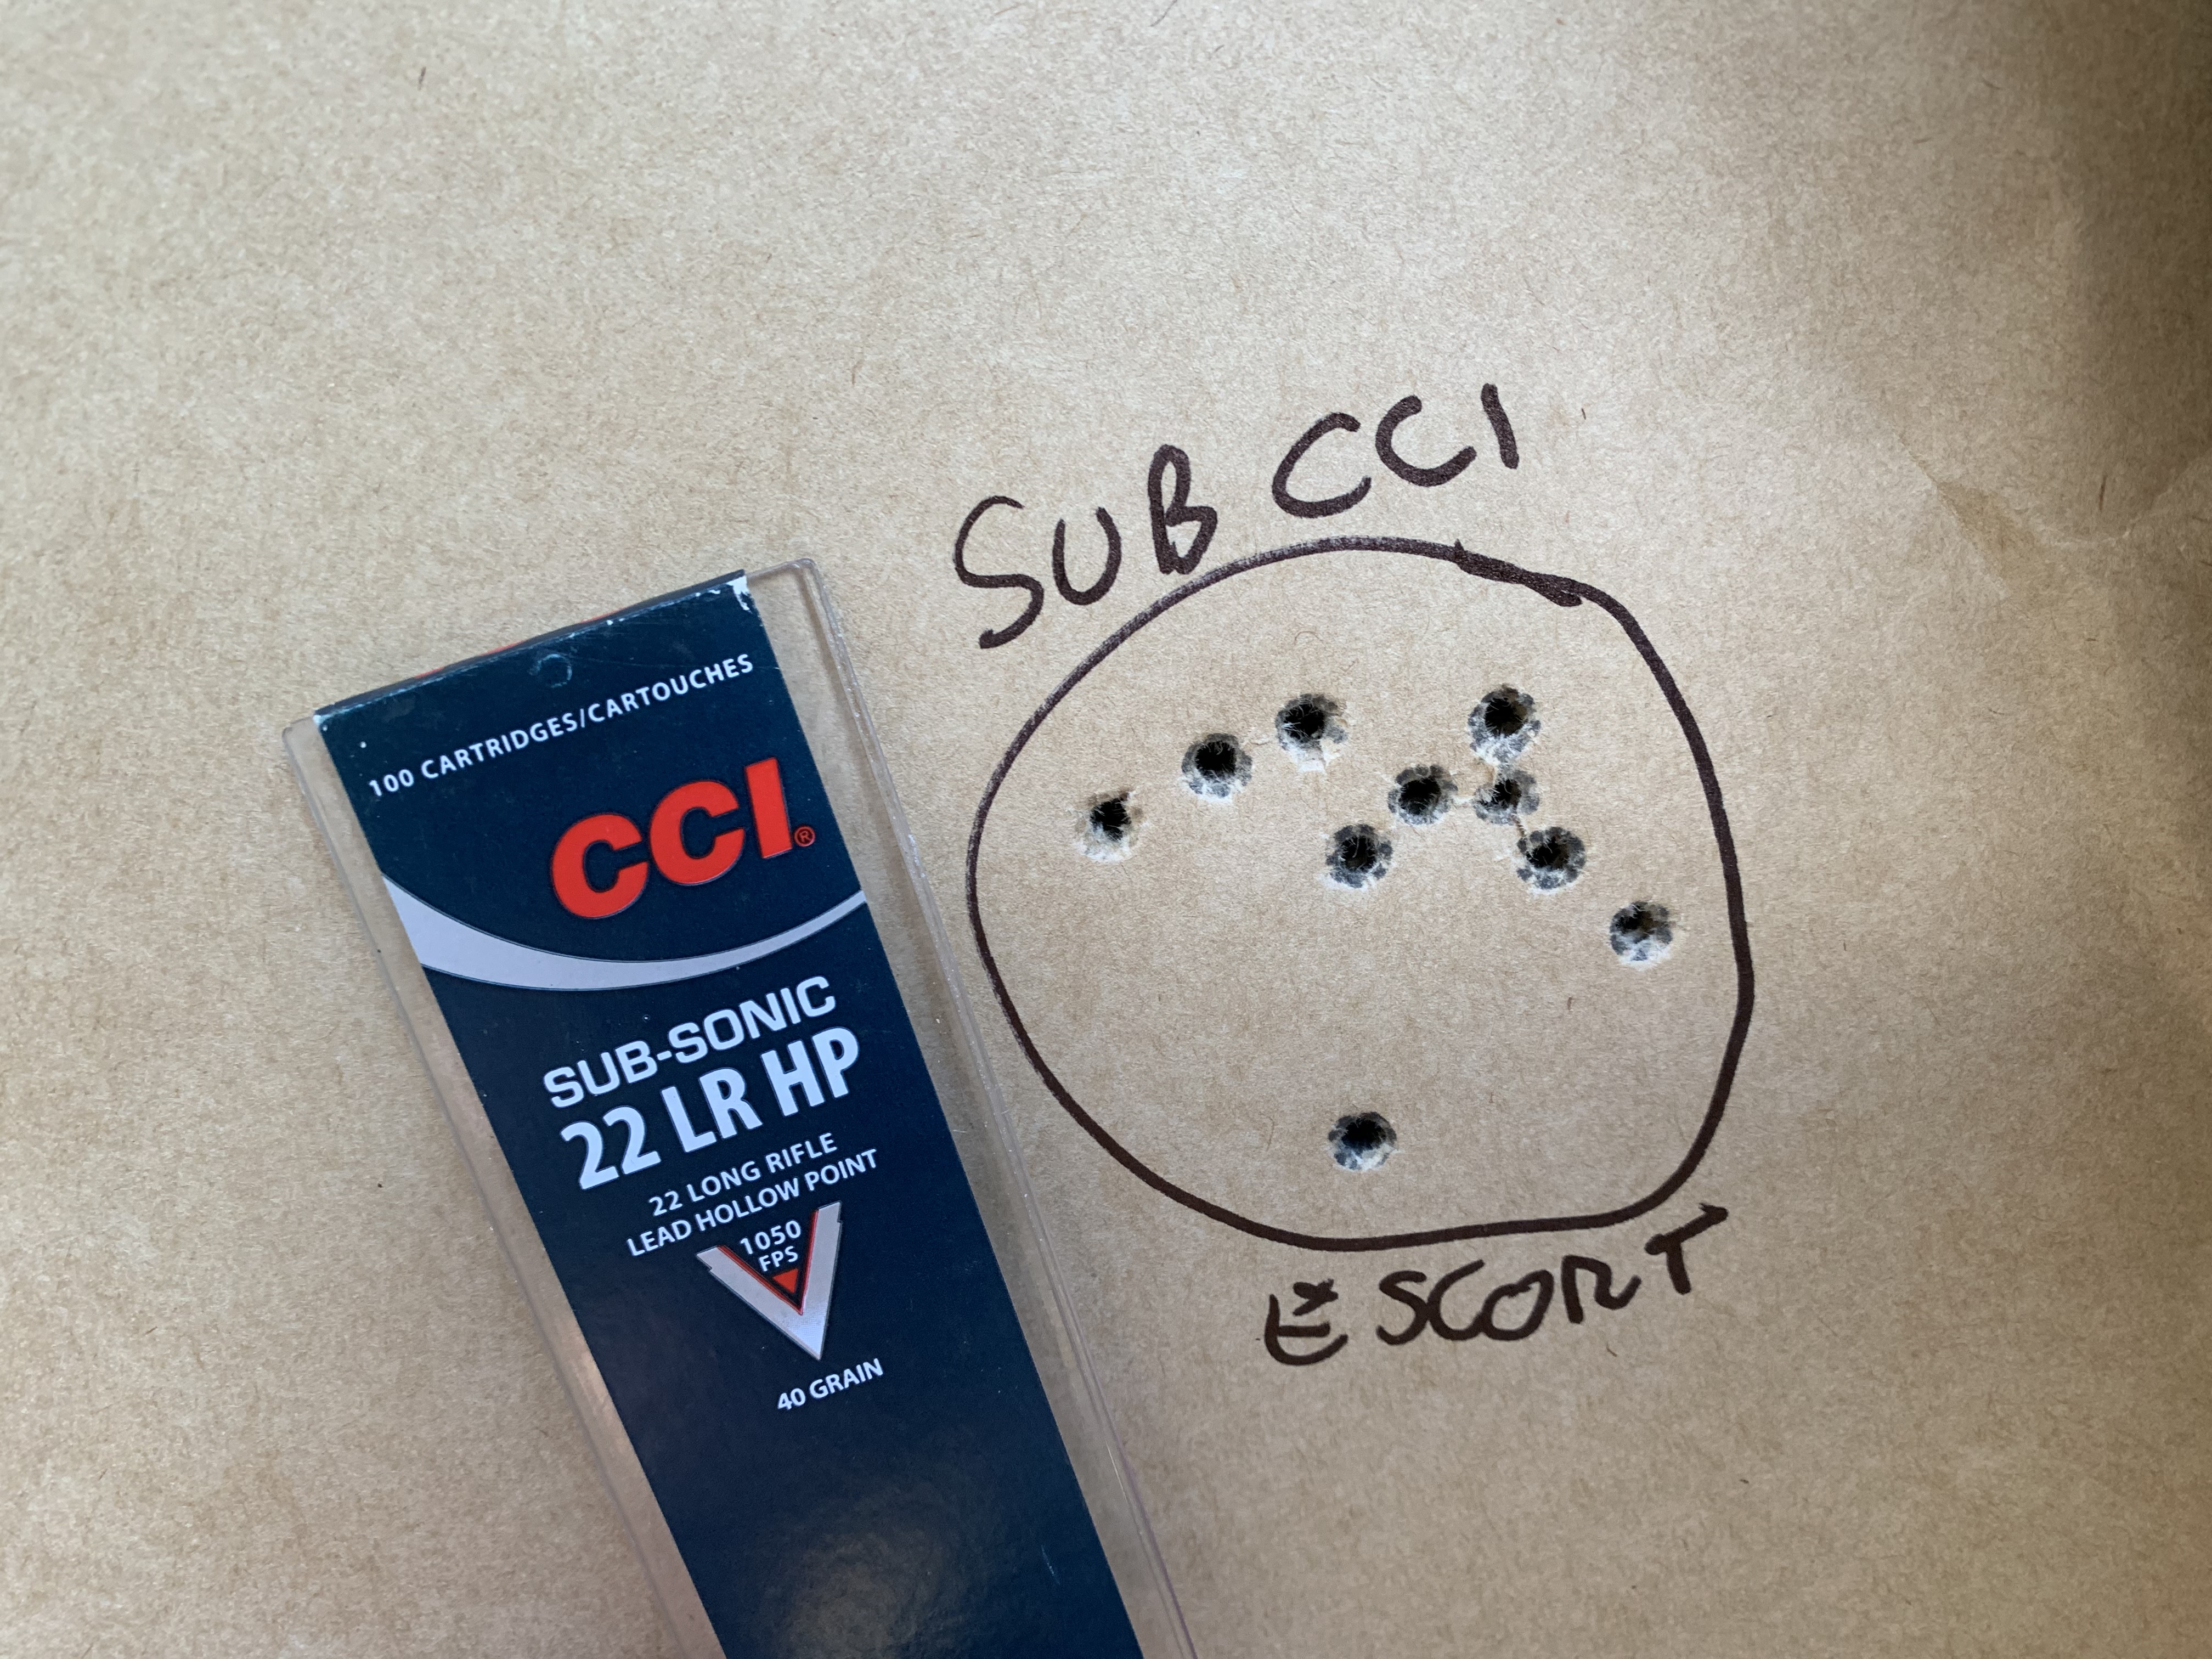 100 CARTRIDGES/CARTOUCHES
CCI®
SUB-SONIC
22 LR HP
22 LONG RIFLE
LEAD HOLLOW POINT
1050
FPS
40 GRAIN
SUB CCI
ESCORT